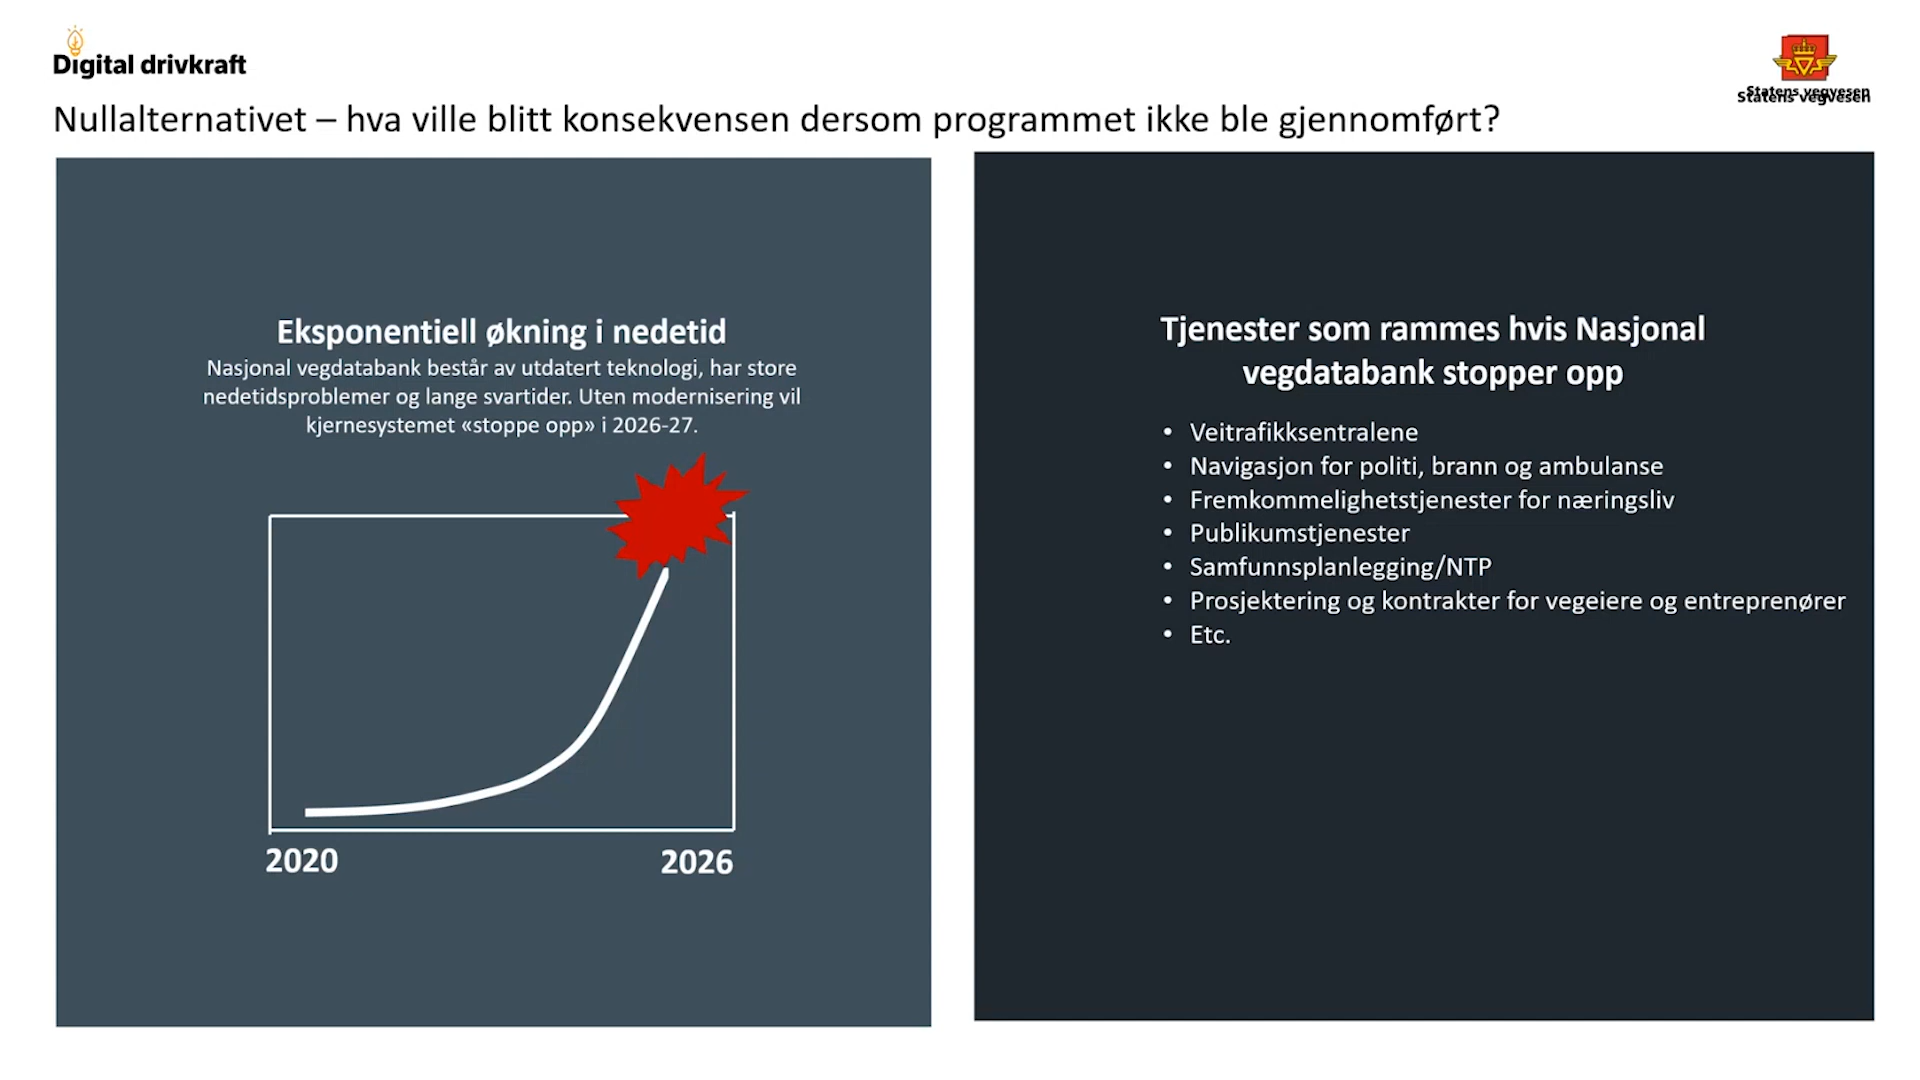 Digital drivkraft
Statens vegvesen
Statens vegvesen
Nullalternativet – hva ville blitt konsekvensen dersom programmet ikke ble gjennomført?
Eksponentiell økning i nedetid
Nasjonal vegdatabank består av utdatert teknologi, har store
nedetidsproblemer og lange svartider. Uten modernisering vil
kjernesystemet «stoppe opp» i 2026-27.
2020
2026
Tjenester som rammes hvis Nasjonal
vegdatabank stopper opp
• Veitrafikksentralene
• Navigasjon for politi, brann og ambulanse
• Fremkommelighetstjenester for næringsliv
• Publikumstjenester
• Samfunnsplanlegging/NTP
• Prosjektering og kontrakter for vegeiere og entreprenører
• Etc.